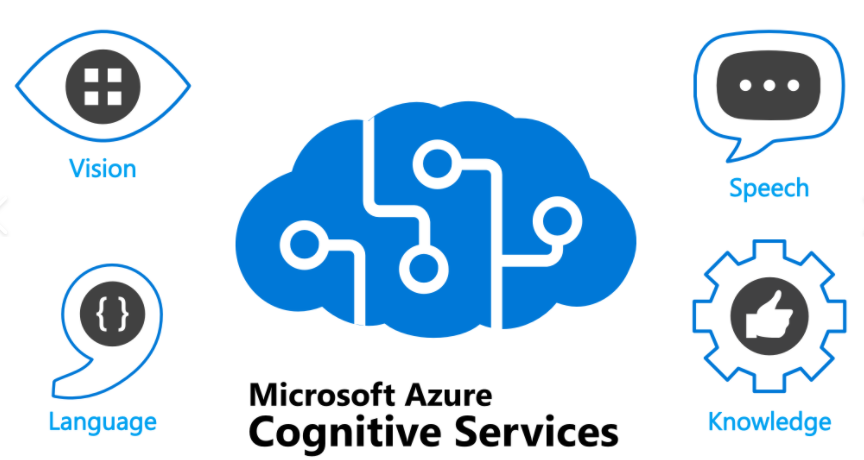 Vision
Speech
{ }
Language
Knowledge
Microsoft Azure
Cognitive Services